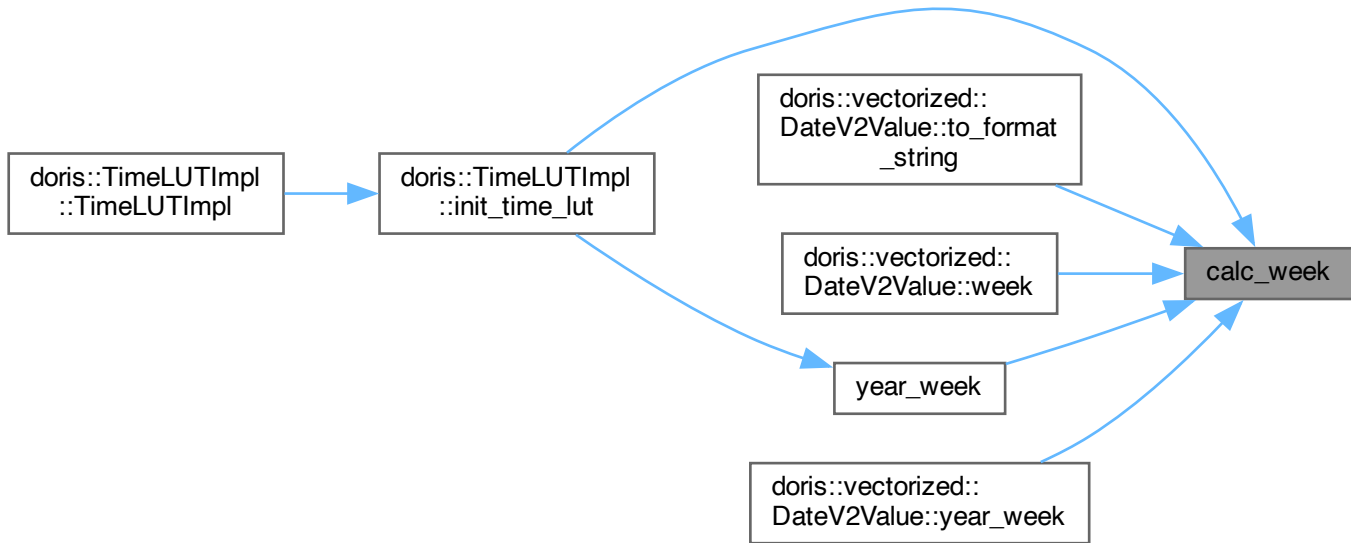 doris::TimeLUTImpl
::TimeLUTImpl
doris::TimeLUTImpl
::init_time_lut
doris::vectorized::
DateV2Value::to_format
_string
doris::vectorized::
DateV2Value::week
year_week
doris::vectorized::
DateV2Value::year_week
calc_week